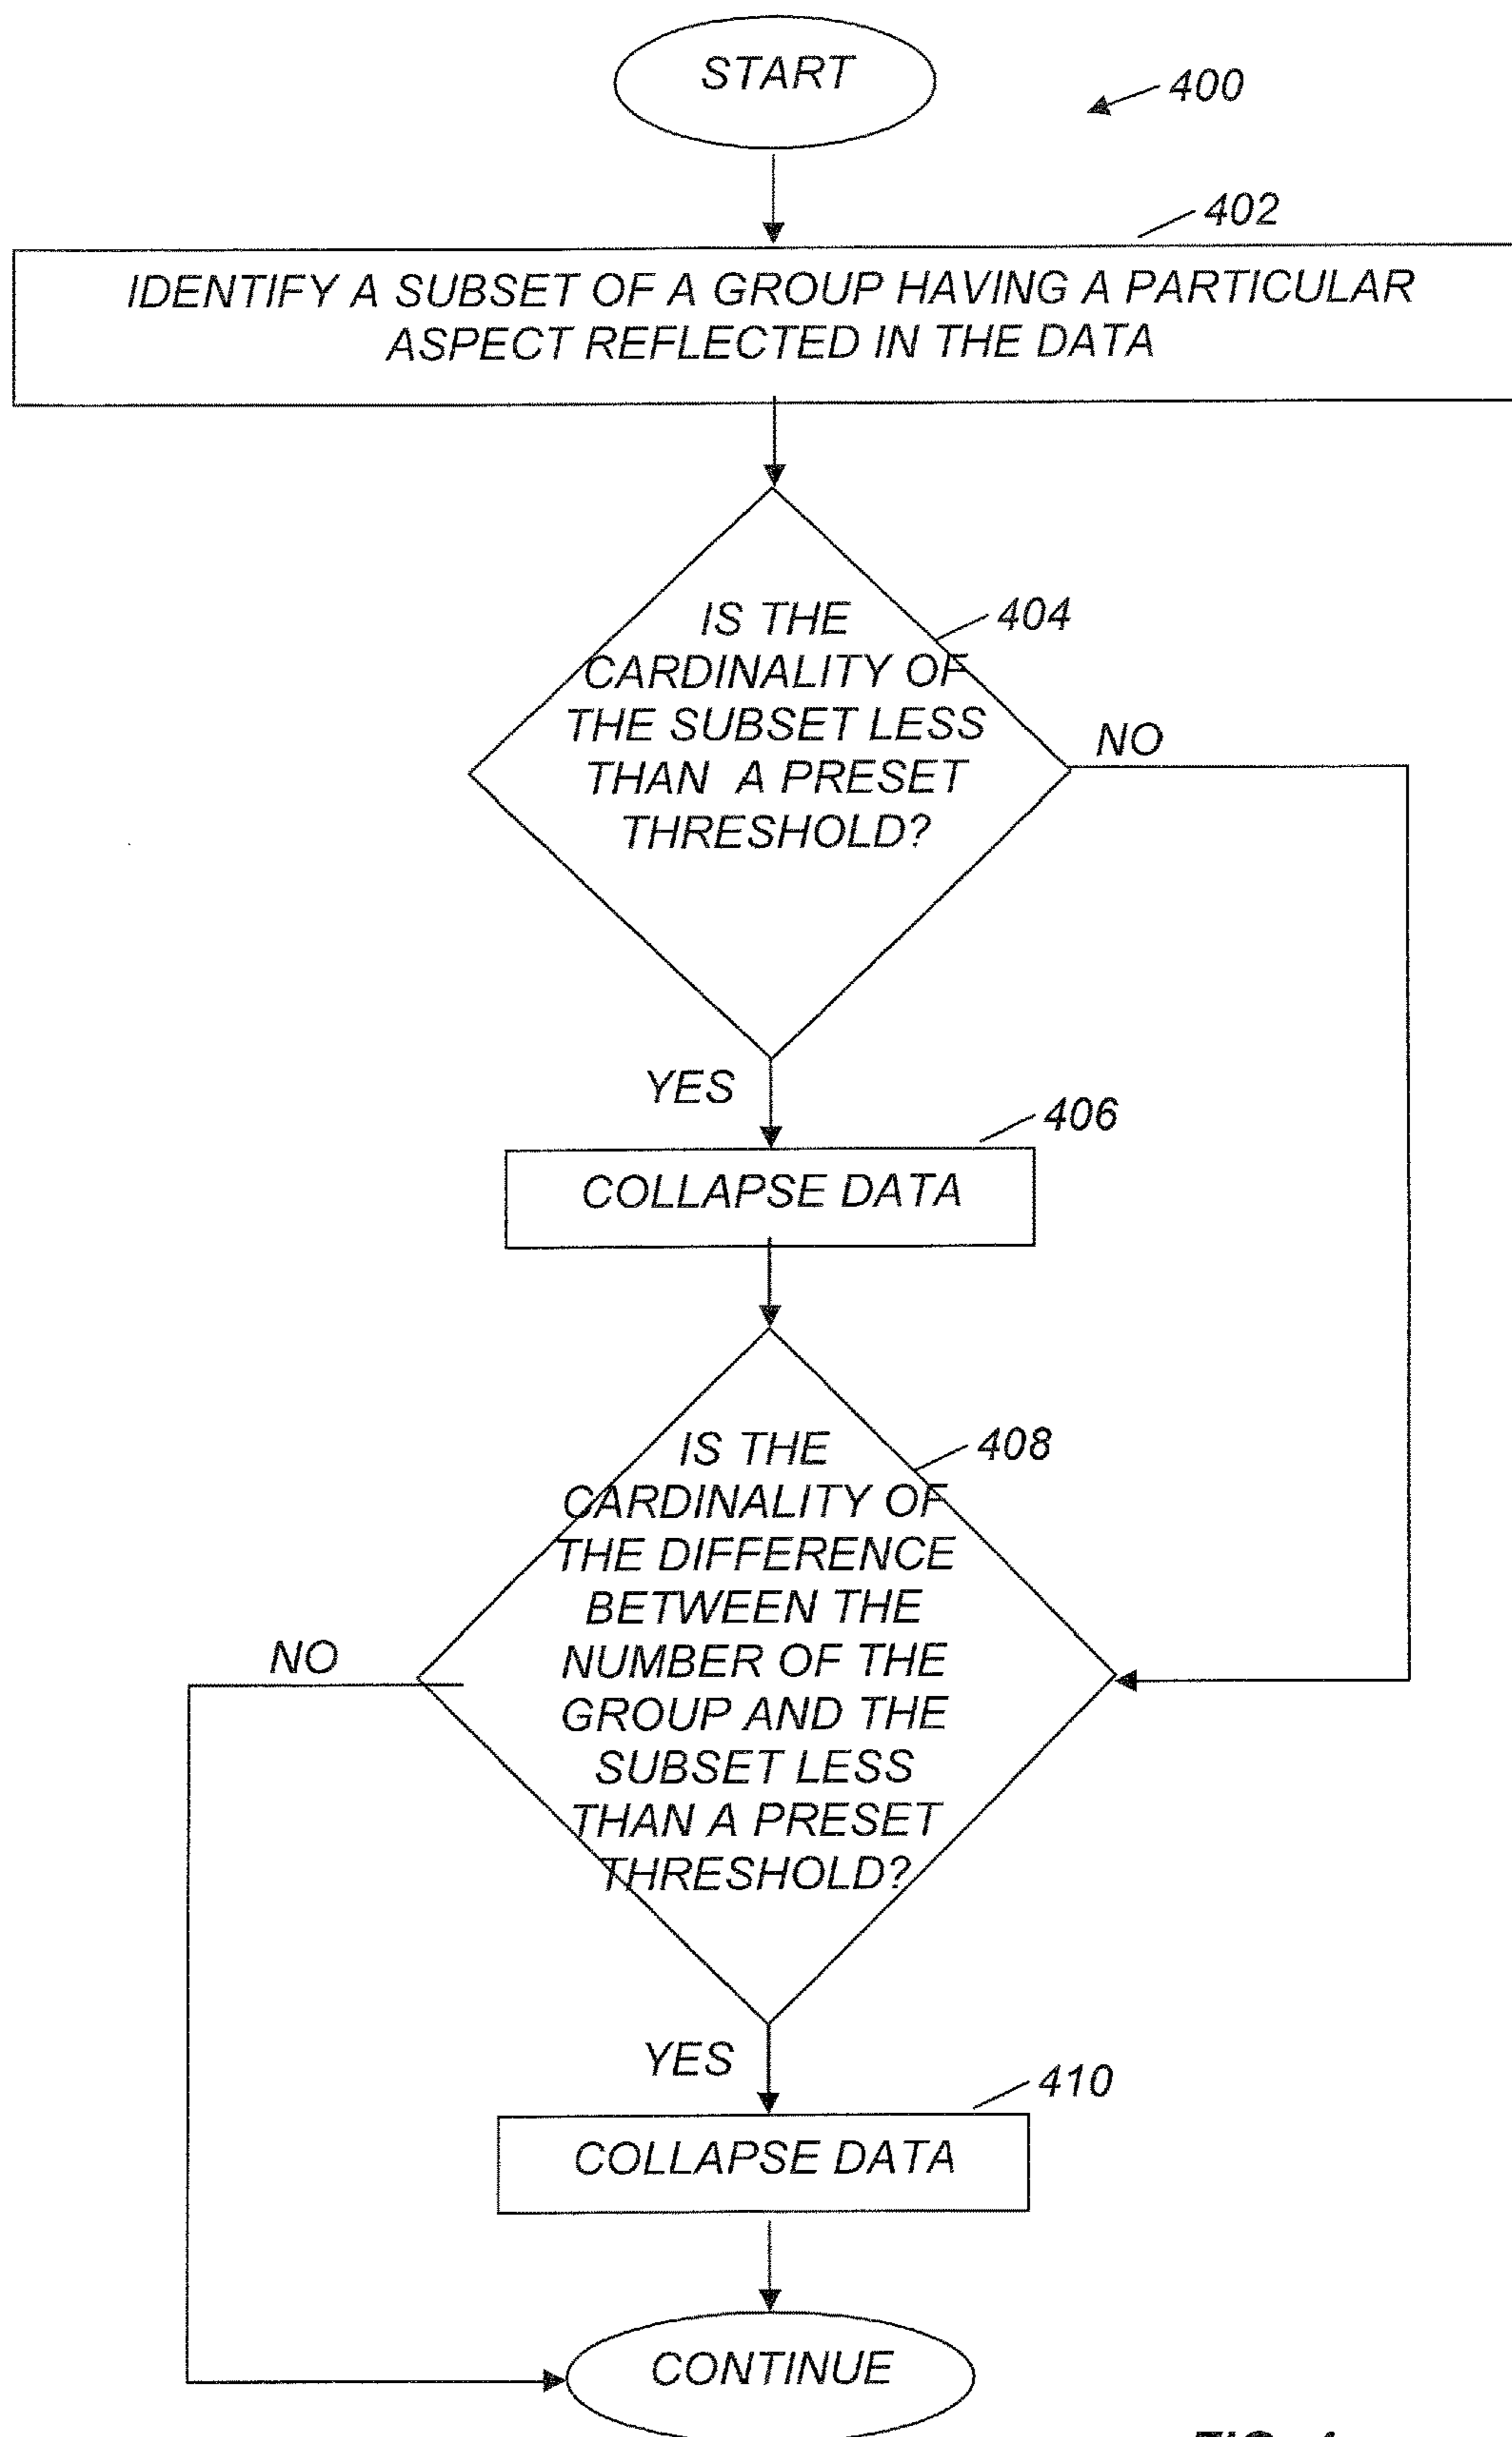 START
400
402
IDENTIFY A SUBSET OF A GROUP HAVING A PARTICULAR
ASPECT REFLECTED IN THE DATA
404
IS THE
CARDINALITY OF
THE SUBSET LESS
THAN A PRESET
THRESHOLD?
NO
YES
406
COLLAPSE DATA
408
IS THE
CARDINALITY OF
THE DIFFERENCE
BETWEEN THE
NUMBER OF THE
GROUP AND THE
SUBSET LESS
THAN A PRESET
THRESHOLD?
NO
YES
410
COLLAPSE DATA
CONTINUE